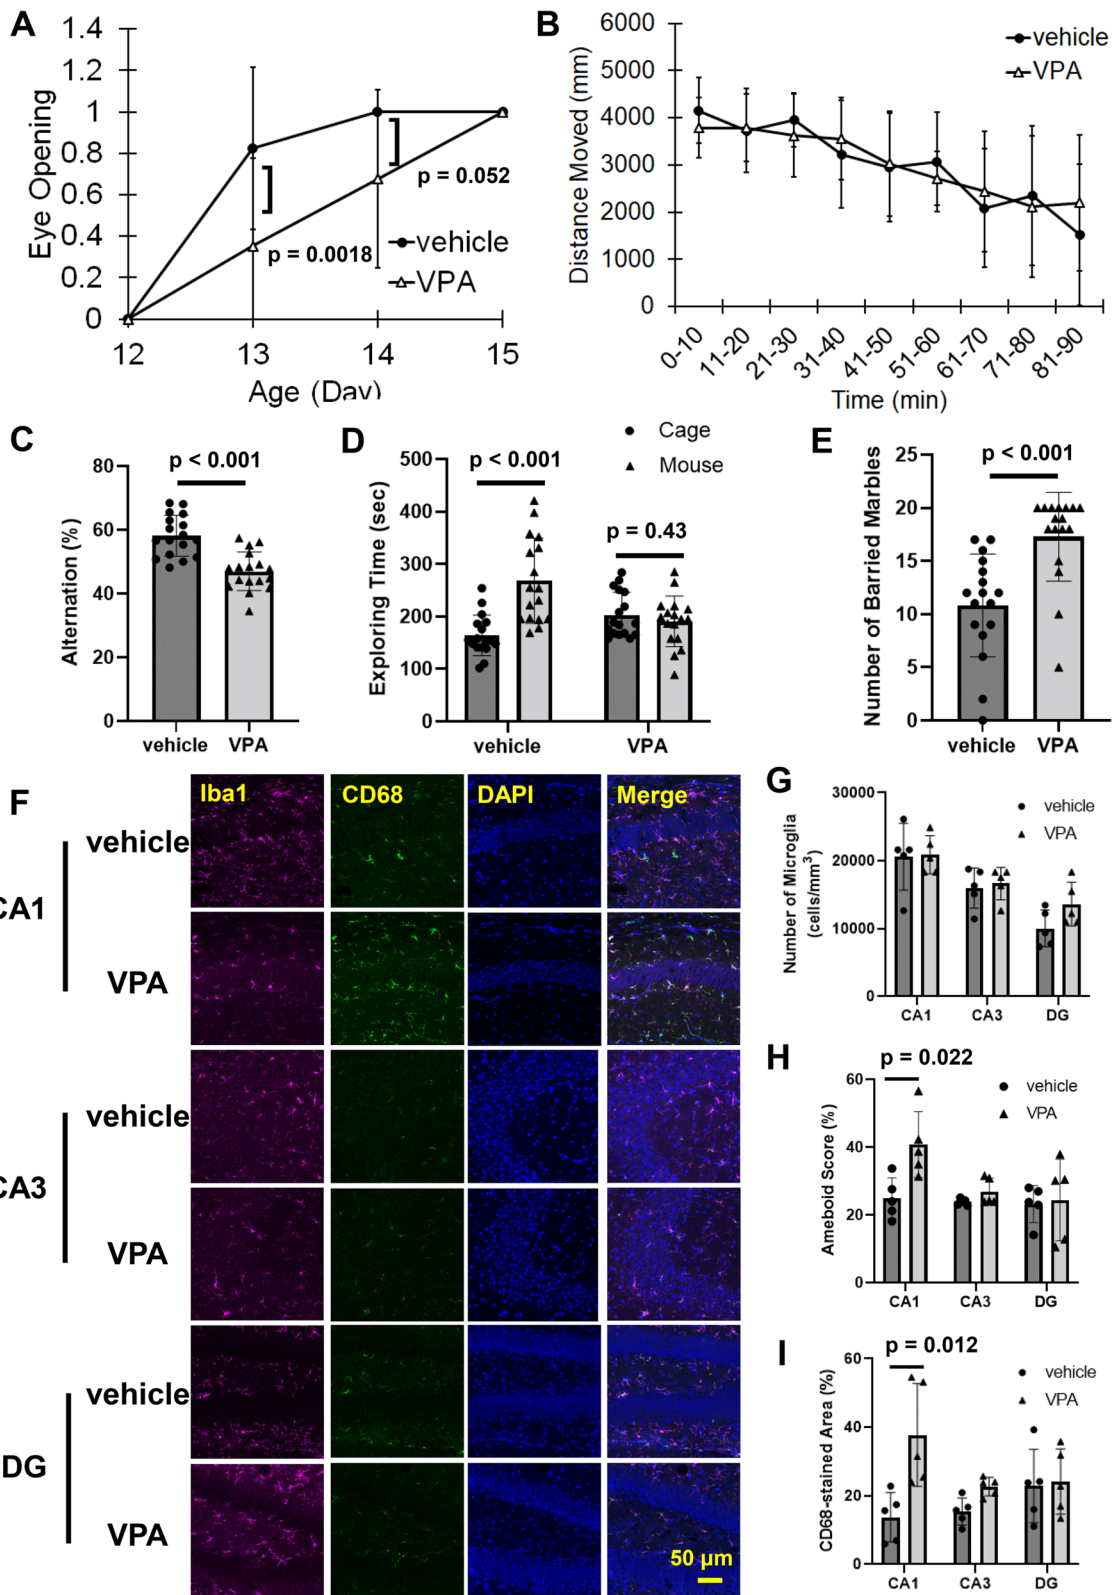 A
1.4
1.2
1
0.8
0.6
0.4
0.2
0
Eye Opening
p = 0.052
p = 0.0018
vehicle
VPA
12 13 14 15
Age (Day)
B
6000
5000
4000
3000
2000
1000
0
Distance Moved (mm)
vehicle
VPA
0-10 11-20 21-30 31-40 41-50 51-60 61-70 71-80 81-90
Time (min)
C
p < 0.001
80
60
40
20
0
Alternation (%)
vehicle VPA
D
Cage
Mouse
p < 0.001
p = 0.43
500
400
300
200
100
0
Exploring Time (sec)
vehicle VPA
E
p < 0.001
25
20
15
10
5
0
Number of Barried Marbles
vehicle VPA
F
Iba1 CD68 DAPI Merge
vehicle
CA1
VPA
vehicle
CA3
VPA
vehicle
DG
VPA
50 μm
G
30000
20000
10000
0
Number of Microglia
(cells/mm³)
vehicle
VPA
CA1 CA3 DG
H
p = 0.022
60
40
20
0
Ameboid Score (%)
vehicle
VPA
CA1 CA3 DG
I
p = 0.012
60
40
20
0
CD68-stained Area (%)
vehicle
VPA
CA1 CA3 DG